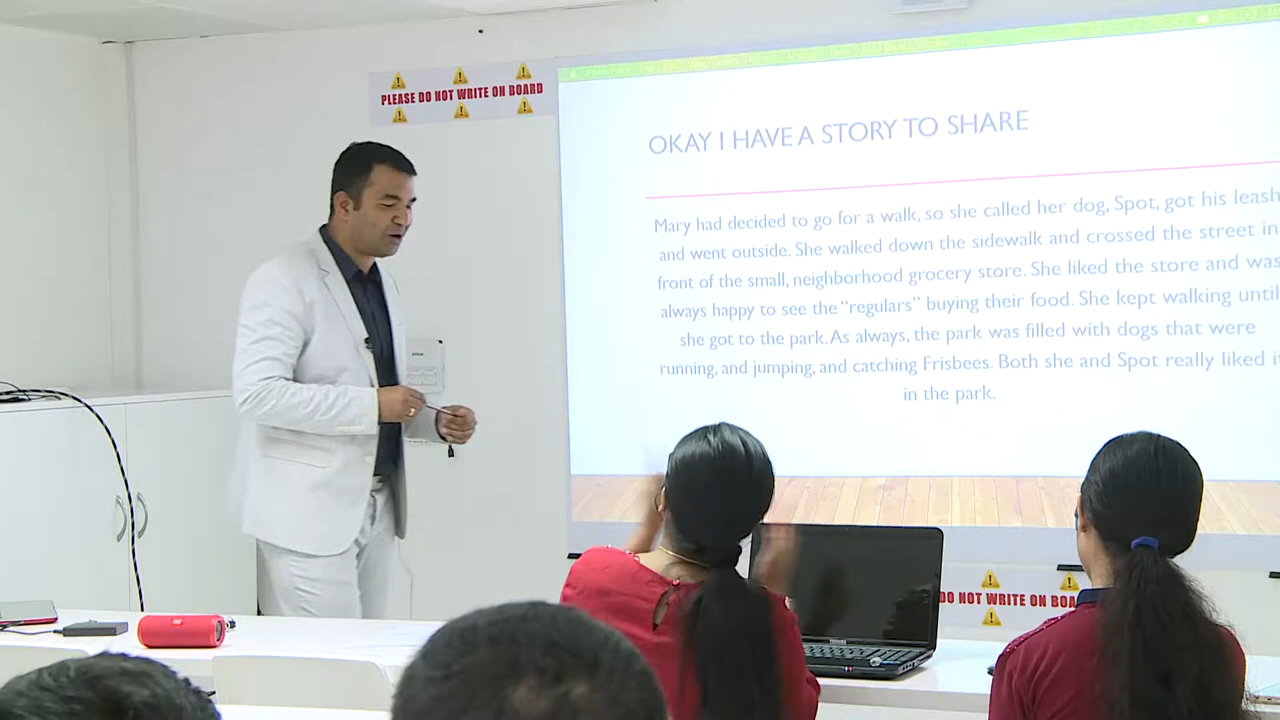 PLEASE DO NOT WRITE ON BOARD
OKAY I HAVE A STORY TO SHARE
Mary had decided to go for a walk, so she called her dog, Spot, got his leash
and went outside. She walked down the sidewalk and crossed the street in
front of the small, neighborhood grocery store. She liked the store and was
always happy to see the “regulars” buying their food. She kept walking until
she got to the park. As always, the park was filled with dogs that were
running, and jumping, and catching Frisbees. Both she and Spot really liked
in the park.
DO NOT WRITE ON BOA
TOSHIBA